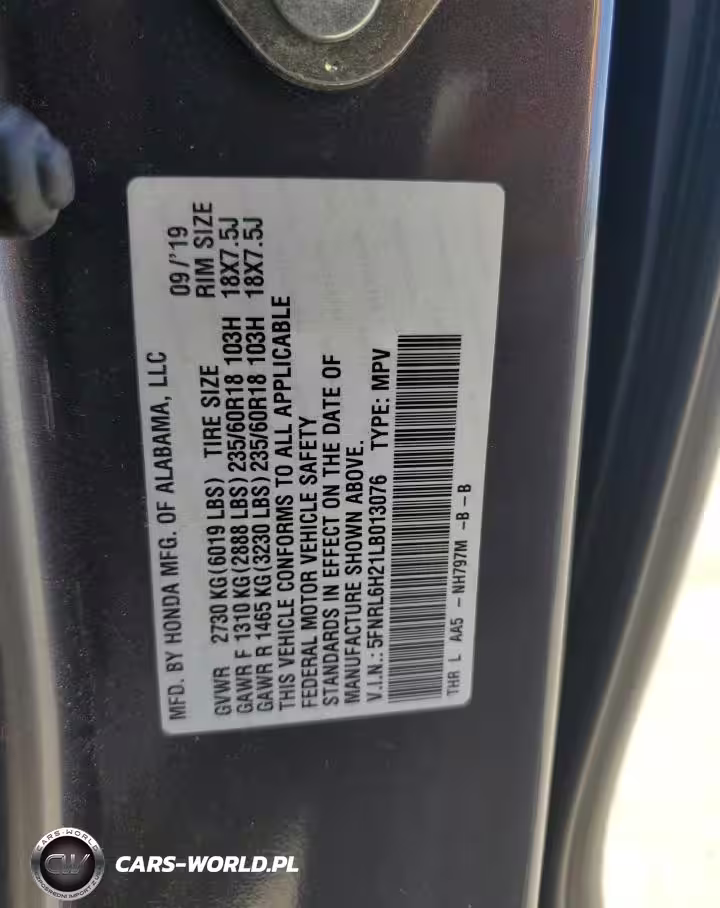 MFD. BY HONDA MFG. OF ALABAMA, LLC 09/'19
GVWR 2730 KG(6019 LBS) TIRE SIZE RIM SIZE
GAWR F 1310 KG(2888 LBS)235/60R18 103H 18X7.5J
GAWR R 1465 KG(3230 LBS)235/60R18 103H 18X7.5J
THIS VEHICLE CONFORMS TO ALL APPLICABLE
FEDERAL MOTOR VEHICLE SAFETY
STANDARDS IN EFFECT ON THE DATE OF
MANUFACTURE SHOWN ABOVE.
V.I.N.: 5FNRL6H21LB013076 TYPE: MPV
THR L AA5 - NH797M -B - B
CARS-WORLD
CW
CARS-WORLD.PL